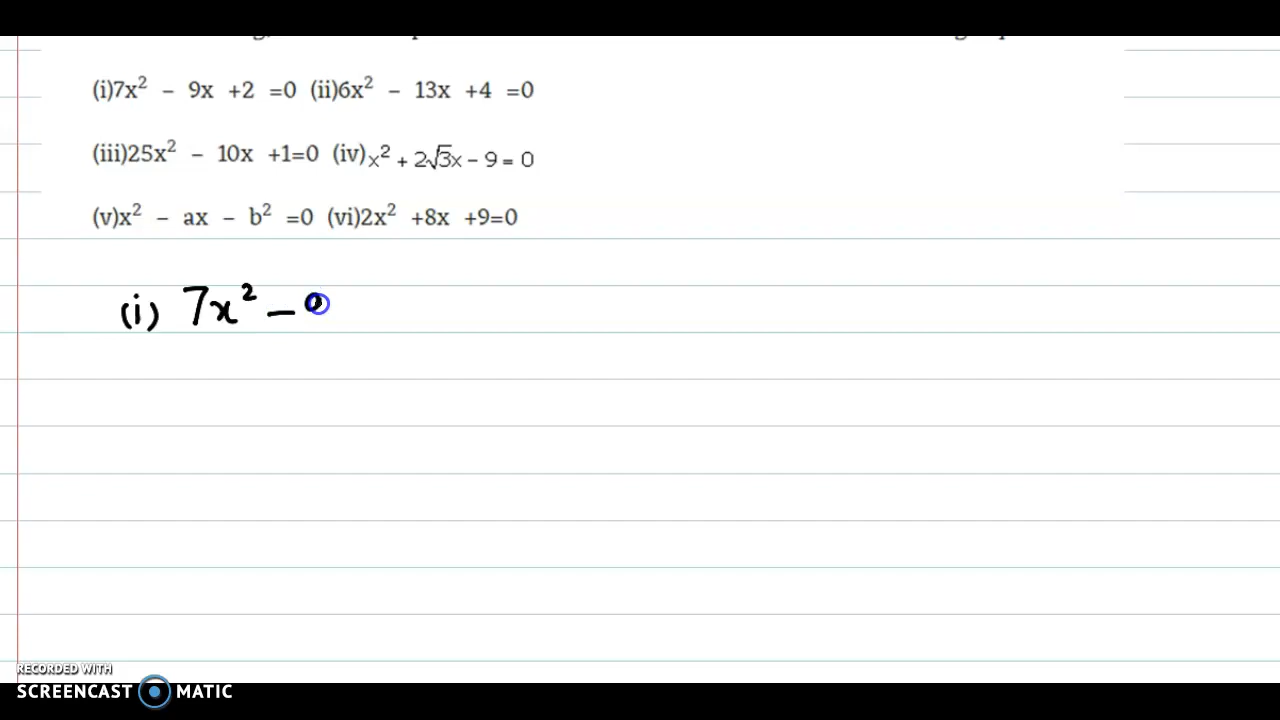 (i)7x² - 9x +2 =0 (ii)6x² - 13x +4 =0
(iii)25x² - 10x +1=0 (iv)x² + 2√3x - 9 = 0
(v)x² - ax - b² =0 (vi)2x² +8x +9=0
(i) 7x² -
RECORDED WITH
SCREENCAST MATIC